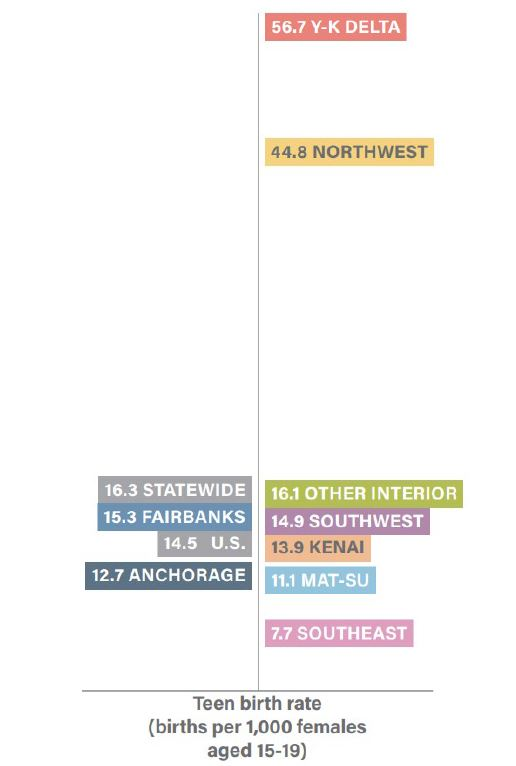 56.7 Y-K DELTA
44.8 NORTHWEST
16.3 STATEWIDE
16.1 OTHER INTERIOR
15.3 FAIRBANKS
14.9 SOUTHWEST
14.5 U.S.
13.9 KENAI
12.7 ANCHORAGE
11.1 MAT-SU
7.7 SOUTHEAST
Teen birth rate
(births per 1,000 females
aged 15-19)